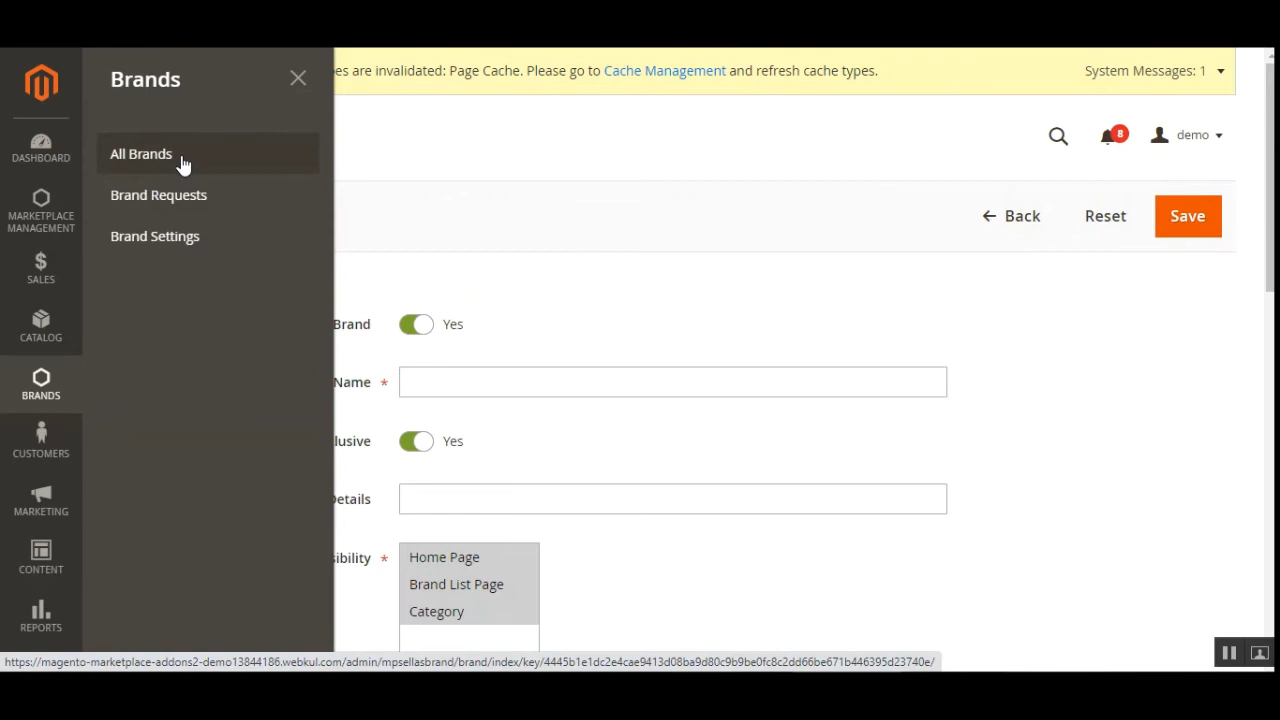 Brands
pes are invalidated: Page Cache. Please go to Cache Management and refresh cache types.
System Messages: 1
All Brands
8
demo
DASHBOARD
Brand Requests
MARKETPLACE
MANAGEMENT
Back
Reset
Save
Brand Settings
SALES
Brand
Yes
CATALOG
Name *
BRANDS
lusive
Yes
CUSTOMERS
Details
MARKETING
sibility *
Home Page
Brand List Page
Category
CONTENT
REPORTS
https://magento-marketplace-addons2-demo13844186.webkul.com/admin/mpsellasbrand/brand/index/key/4445b1e1dc2e4cae9413d08ba9d80c9b9be0fc8c2dd66be671b446395d23740e/